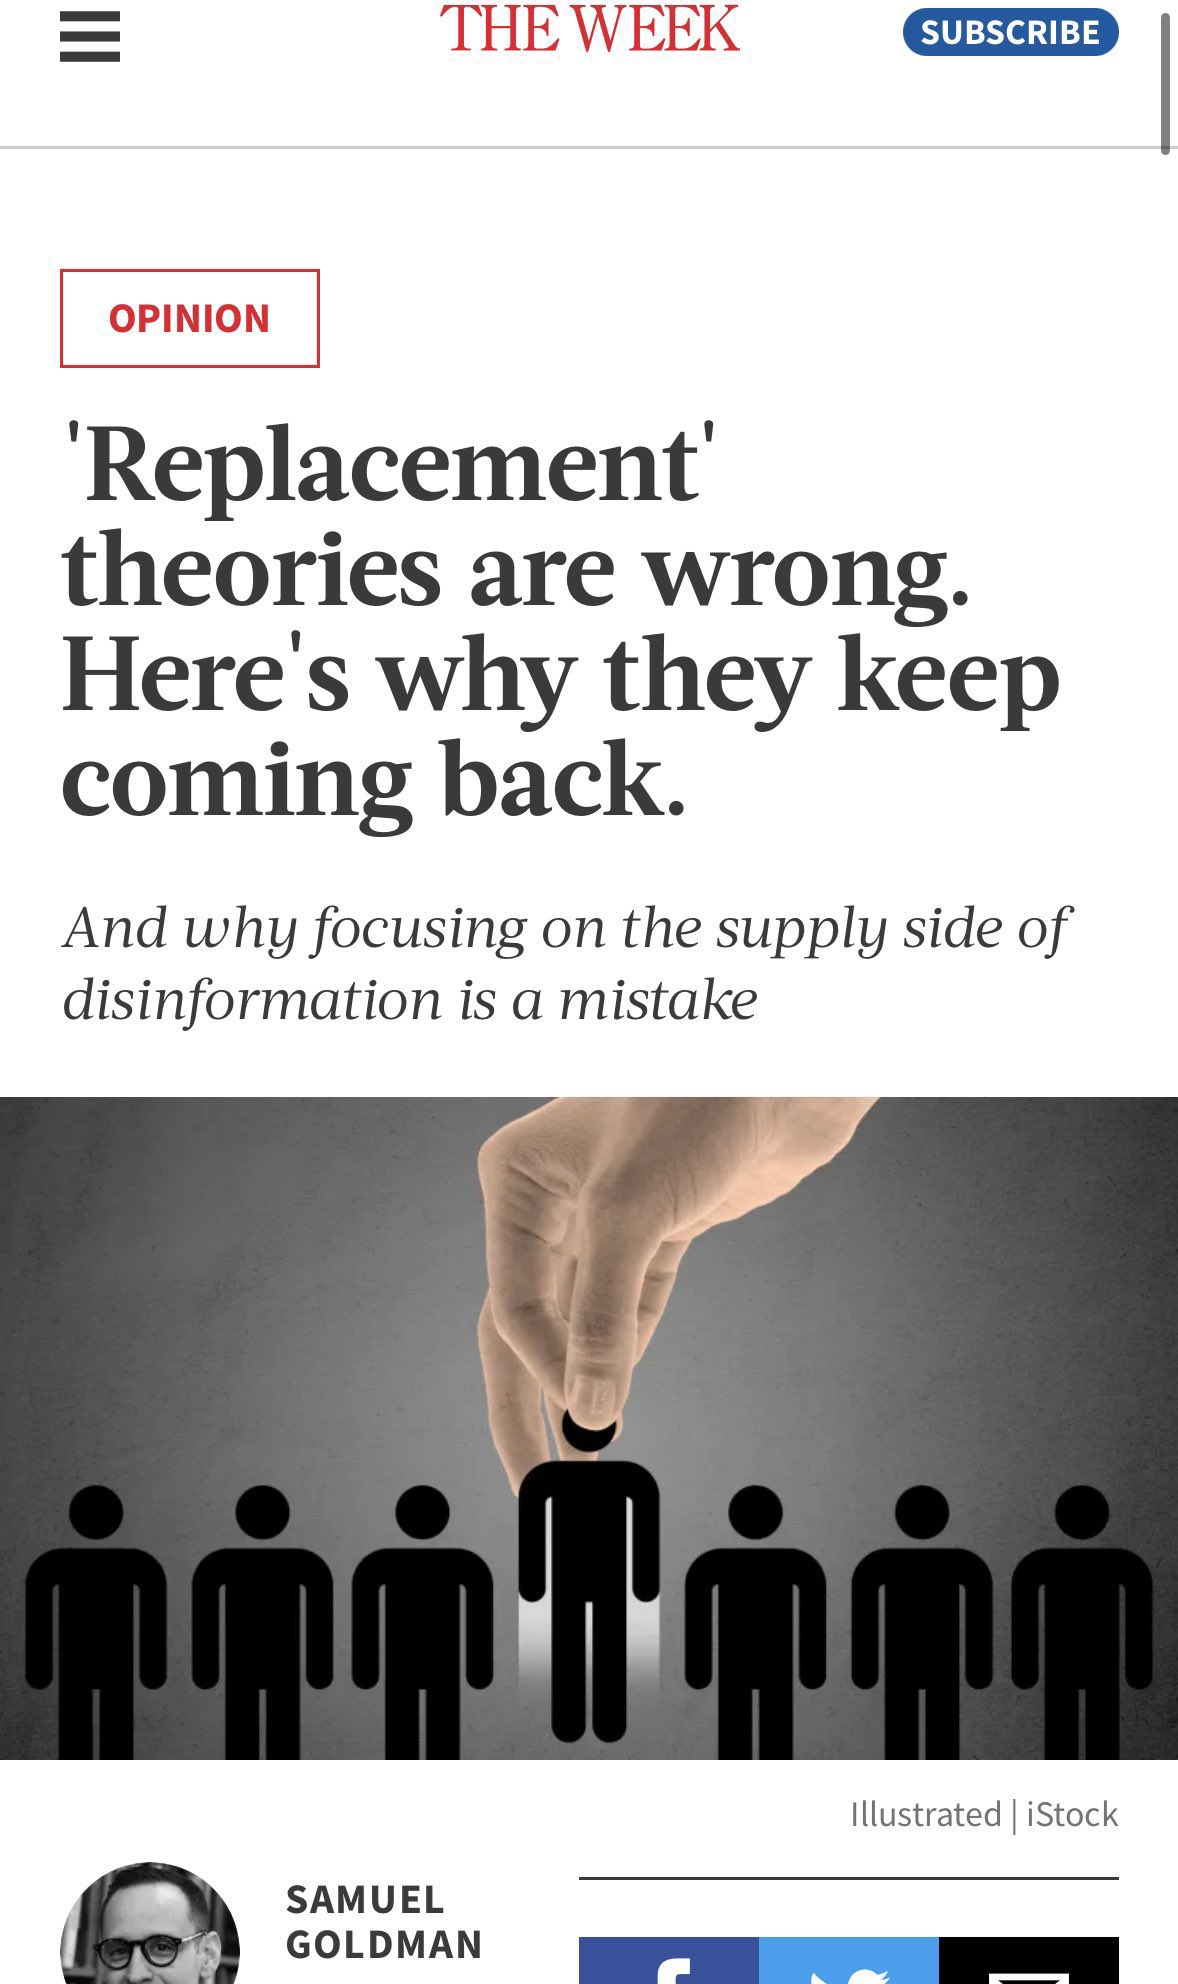 THE WEEK
SUBSCRIBE
OPINION
'Replacement'
theories are wrong.
Here's why they keep
coming back.
And why focusing on the supply side of
disinformation is a mistake
Illustrated | iStock
SAMUEL
GOLDMAN